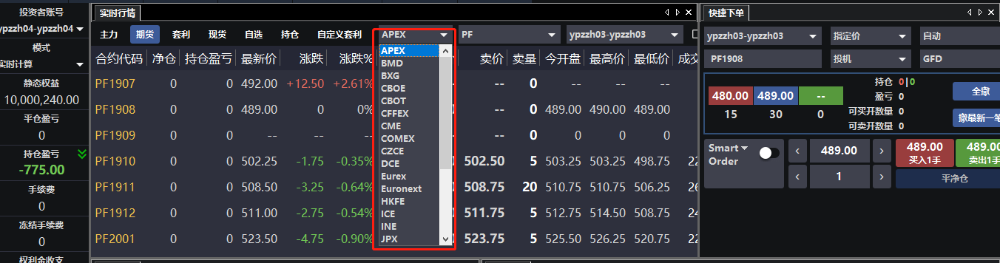 投资者账号
ypzzh04-ypzzh04
模式
实时计算
静态权益
10,000,240.00
平仓盈亏
0
持仓盈亏
-775.00
手续费
0
冻结手续费
0
权利金收支
实时行情
主力 期货 套利 现货 自选 持仓 自定义套利 APEX PF ypzzh03-ypzzh03
合约代码 净仓 持仓盈亏 最新价 涨跌 涨跌% 卖价 卖量 今开盘 最高价 最低价 成交
PF1907 0 0 492.00 +12.50 +2.61% -- 0 -- -- --
PF1908 0 0 489.00 0 0% -- 0 489.00 490.00 489.00
PF1909 0 0 -- -- -- -- 0 0 0 0
PF1910 0 0 502.25 -1.75 -0.35% 502.50 5 503.25 503.25 498.75 22
PF1911 0 0 508.50 -3.25 -0.64% 508.75 20 510.75 510.75 506.25
PF1912 0 0 511.00 -2.75 -0.54% 511.75 5 512.75 514.50 508.75 24
PF2001 0 0 523.50 -4.75 -0.90% 523.75 5 525.50 526.25 520.75 22
APEX
BMD
BXG
CBOE
CBOT
CFFEX
CME
COMEX
CZCE
DCE
Eurex
Euronext
HKFE
ICE
INE
JPX
快捷下单
ypzzh03-ypzzh03 指定价 自动
PF1908 投机 GFD
480.00 489.00 --
15 30 0
持仓 0|0
盈亏 0
可买开数量 0
可卖开数量 0
全撤
撤最新一笔
Smart Order
489.00
1
489.00
买入1手
489.00
卖出1手
平净仓